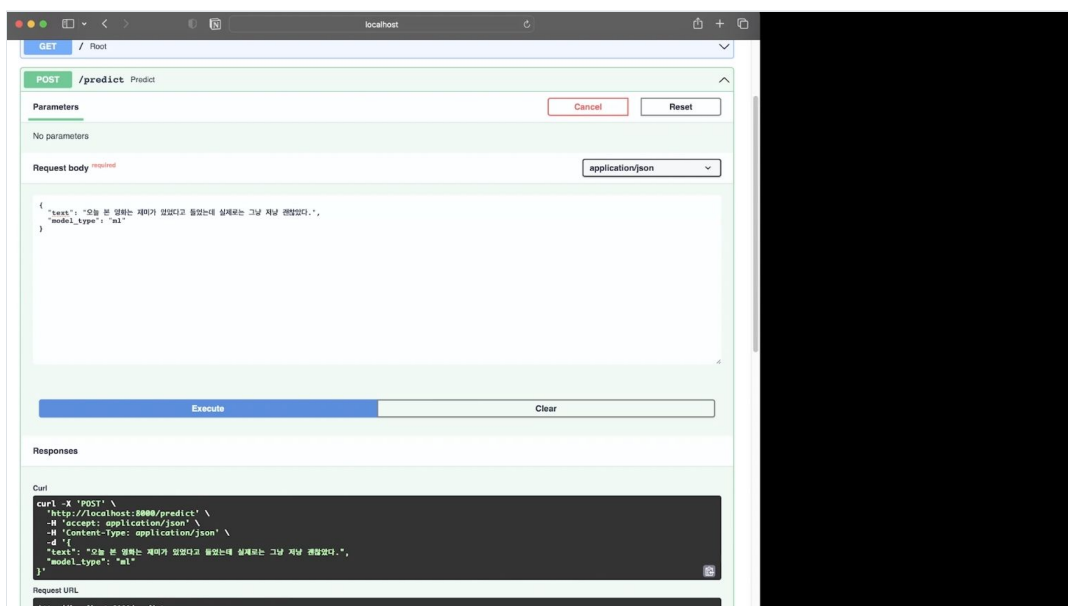 localhost
GET / Root
POST /predict Predict
Parameters
Cancel
Reset
No parameters
Request body required
application/json
{
"text": "오늘 본 영화는 재미가 있었다고 들었는데 실제로는 그냥 저냥 괜찮았다.",
"model_type": "ml"
}
Execute
Clear
Responses
Curl
curl -X 'POST' \
'http://localhost:8000/predict' \
-H 'accept: application/json' \
-H 'Content-Type: application/json' \
-d '{
"text": "오늘 본 영화는 재미가 있었다고 들었는데 실제로는 그냥 저냥 괜찮았다.",
"model_type": "ml"
}'
Request URL